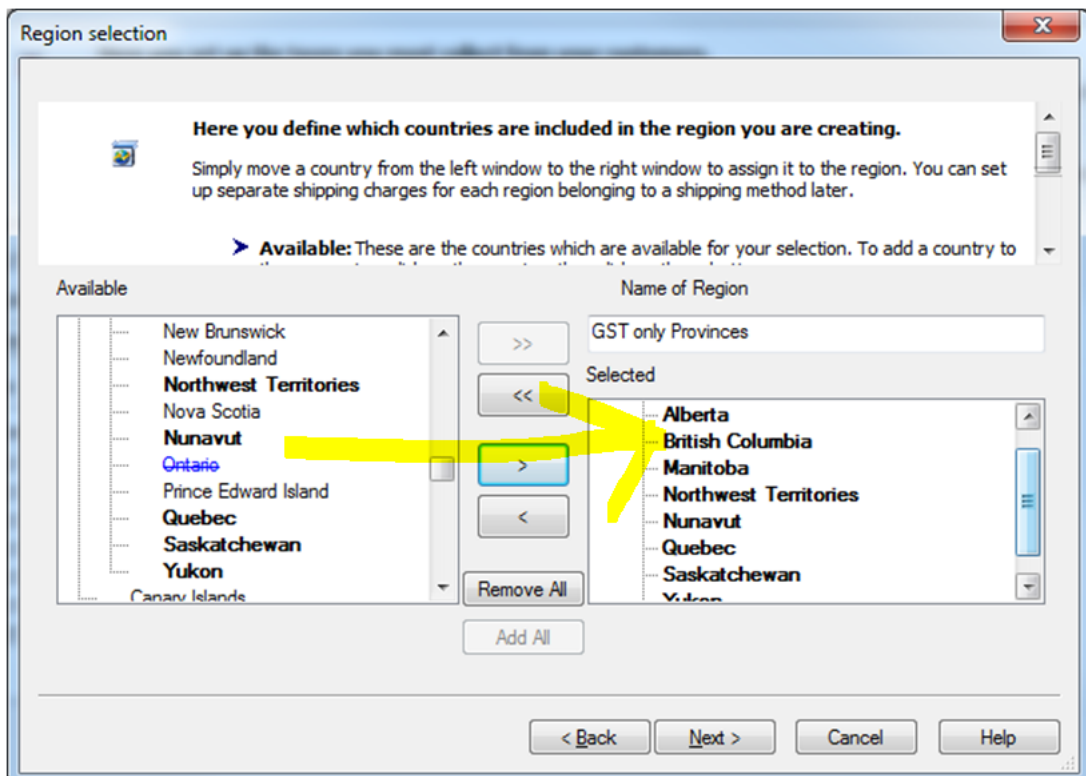 Region selection
Here you define which countries are included in the region you are creating.
Simply move a country from the left window to the right window to assign it to the region. You can set
up separate shipping charges for each region belonging to a shipping method later.
Available: These are the countries which are available for your selection. To add a country to
Available
Name of Region
New Brunswick
Newfoundland
Northwest Territories
Nova Scotia
Nunavut
Ontario
Prince Edward Island
Quebec
Saskatchewan
Yukon
Canary Islands
>>
<<
>
<
Remove All
Add All
GST only Provinces
Selected
Alberta
British Columbia
Manitoba
Northwest Territories
Nunavut
Quebec
Saskatchewan
Yukon
< Back
Next >
Cancel
Help